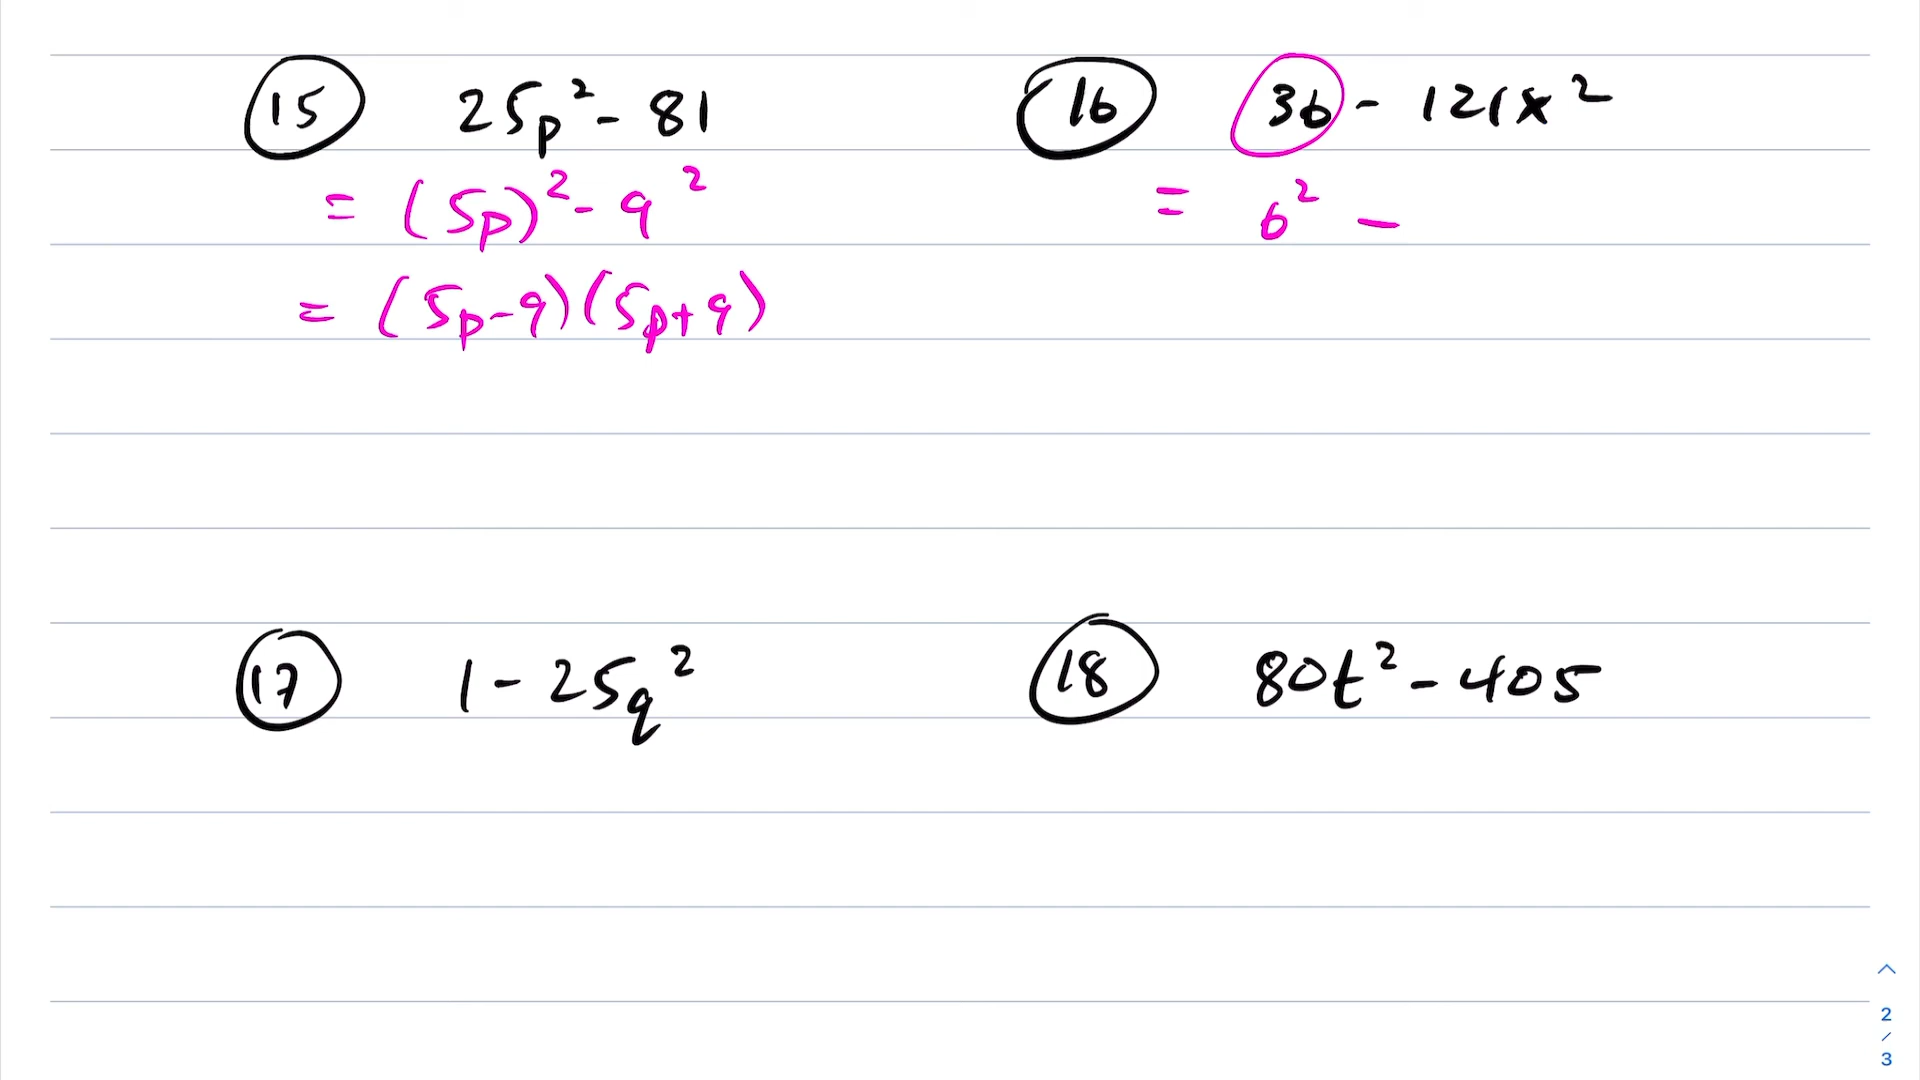 15 25p² - 81
= (5p)² - 9²
= (5p-9)(5p+9)
16 36 - 121x²
= 6² -
17 1 - 25q²
18 80t² - 405
2
/
3